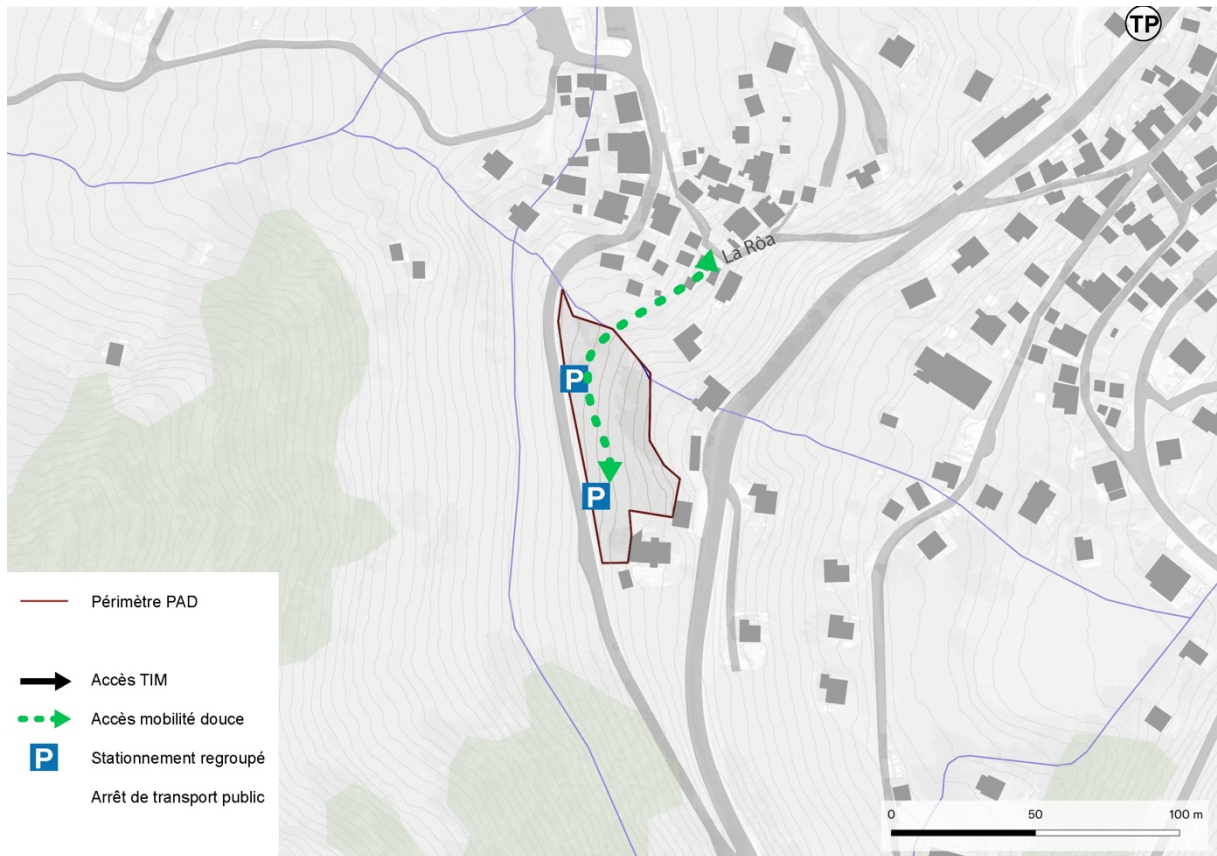 TP
La Rôa
P
P
Périmètre PAD
Accès TIM
Accès mobilité douce
P
Stationnement regroupé
Arrêt de transport public
0 50 100 m